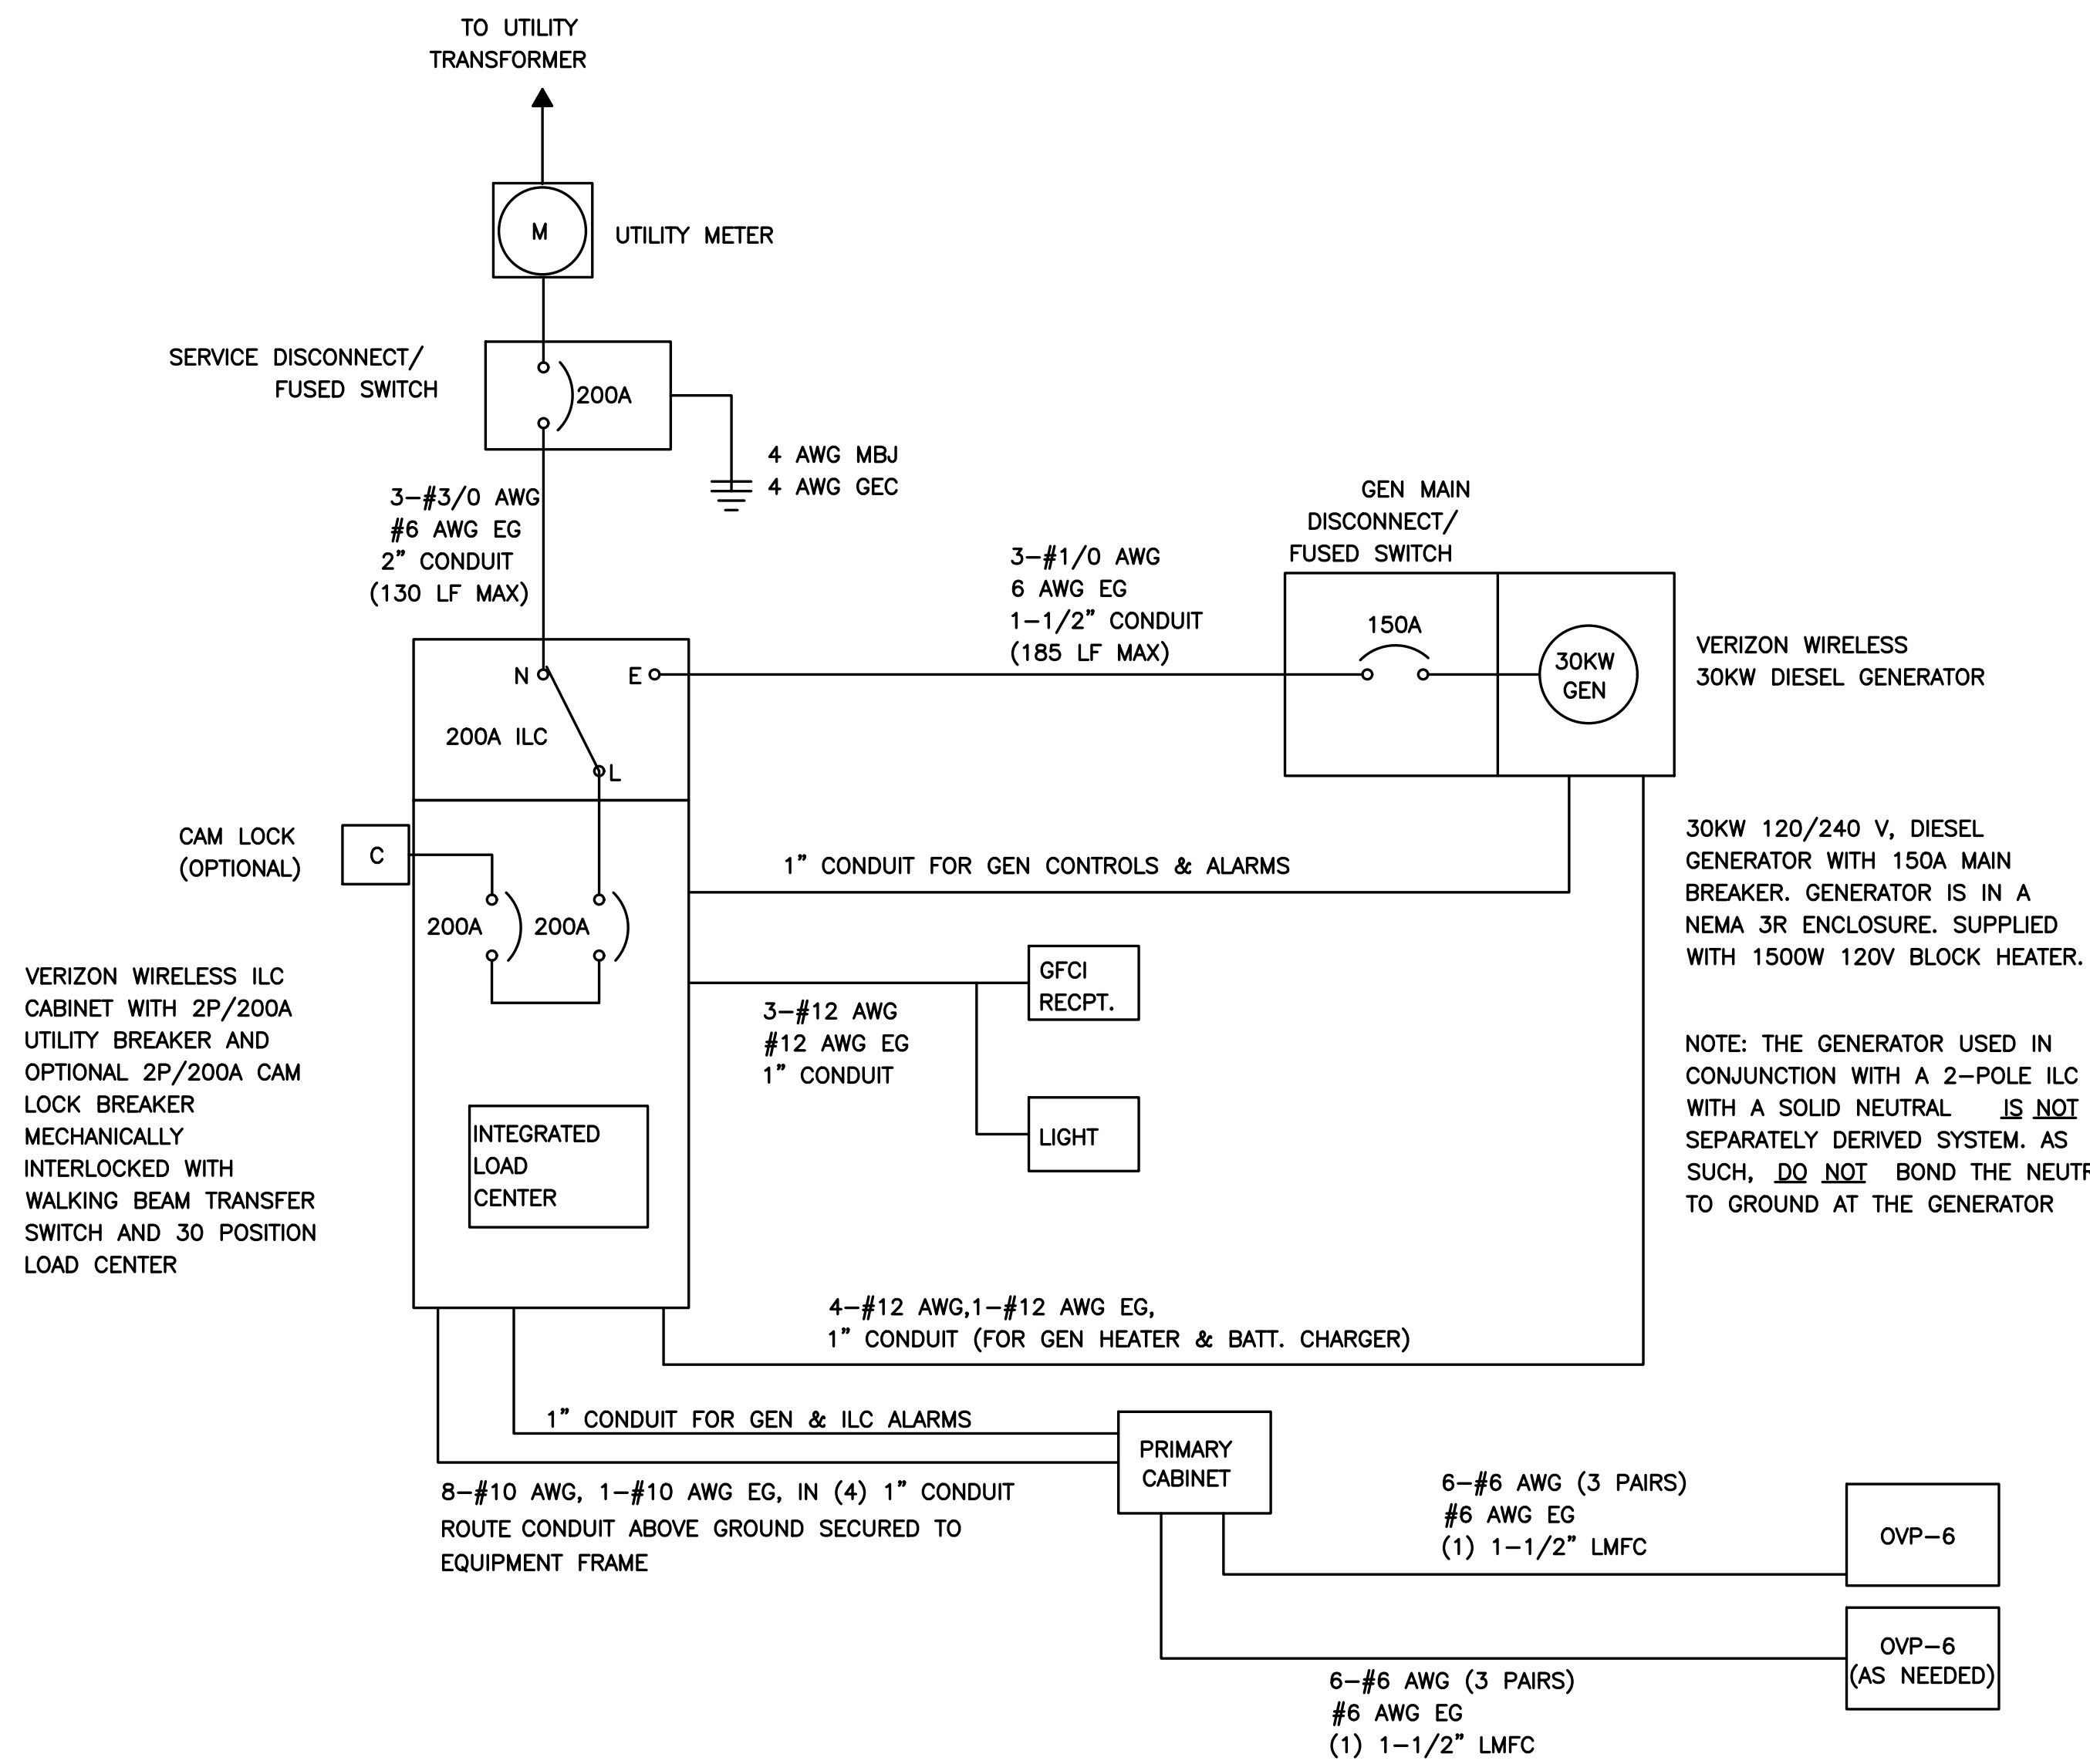 TO UTILITY
TRANSFORMER
M
UTILITY METER
SERVICE DISCONNECT/
FUSED SWITCH
200A
4 AWG MBJ
4 AWG GEC
3-#3/0 AWG
#6 AWG EG
2" CONDUIT
(130 LF MAX)
GEN MAIN
DISCONNECT/
FUSED SWITCH
3-#1/0 AWG
6 AWG EG
1-1/2" CONDUIT
(185 LF MAX)
150A
30KW
GEN
VERIZON WIRELESS
30KW DIESEL GENERATOR
N
E
200A ILC
L
CAM LOCK
(OPTIONAL)
C
1" CONDUIT FOR GEN CONTROLS & ALARMS
30KW 120/240 V, DIESEL
GENERATOR WITH 150A MAIN
BREAKER. GENERATOR IS IN A
NEMA 3R ENCLOSURE. SUPPLIED
WITH 1500W 120V BLOCK HEATER.
200A
200A
GFCI
RECPT.
3-#12 AWG
#12 AWG EG
1" CONDUIT
LIGHT
VERIZON WIRELESS ILC
CABINET WITH 2P/200A
UTILITY BREAKER AND
OPTIONAL 2P/200A CAM
LOCK BREAKER
MECHANICALLY
INTERLOCKED WITH
WALKING BEAM TRANSFER
SWITCH AND 30 POSITION
LOAD CENTER
NOTE: THE GENERATOR USED IN
CONJUNCTION WITH A 2-POLE ILC
WITH A SOLID NEUTRAL IS NOT
SEPARATELY DERIVED SYSTEM. AS
SUCH, DO NOT BOND THE
TO GROUND AT THE GENERATOR
INTEGRATED
LOAD
CENTER
4-#12 AWG,1-#12 AWG EG,
1" CONDUIT (FOR GEN HEATER & BATT. CHARGER)
1" CONDUIT FOR GEN & ILC ALARMS
PRIMARY
CABINET
8-#10 AWG, 1-#10 AWG EG, IN (4) 1" CONDUIT
ROUTE CONDUIT ABOVE GROUND SECURED TO
EQUIPMENT FRAME
6-#6 AWG (3 PAIRS)
#6 AWG EG
(1) 1-1/2" LMFC
OVP-6
OVP-6
(AS NEEDED)
6-#6 AWG (3 PAIRS)
#6 AWG EG
(1) 1-1/2" LMFC